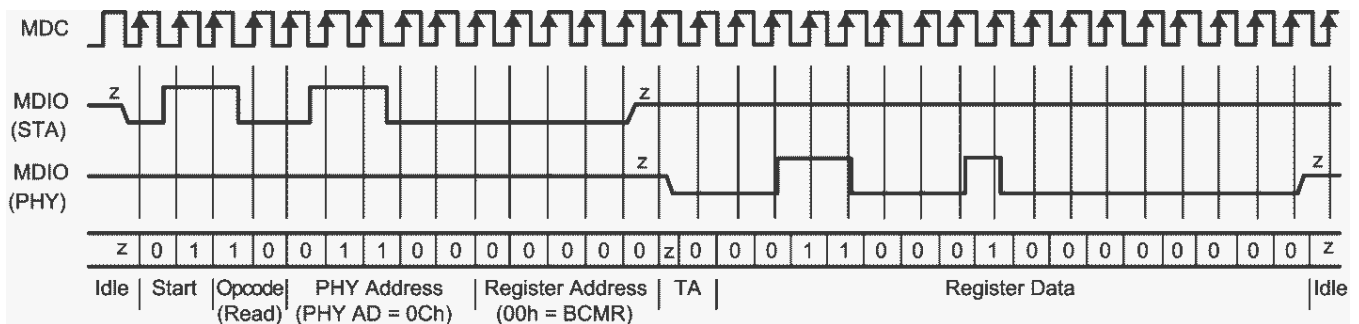 MDC
z z
MDIO
(STA)
MDIO z z
(PHY)
z 0 1 1 0 0 1 1 0 0 0 0 0 0 0 z 0 0 0 1 1 0 0 0 1 0 0 0 0 0 0 0 0 z
Idle Start Opcode PHY Address Register Address TA Register Data Idle
(Read) (PHY AD = 0Ch) (00h = BCMR)